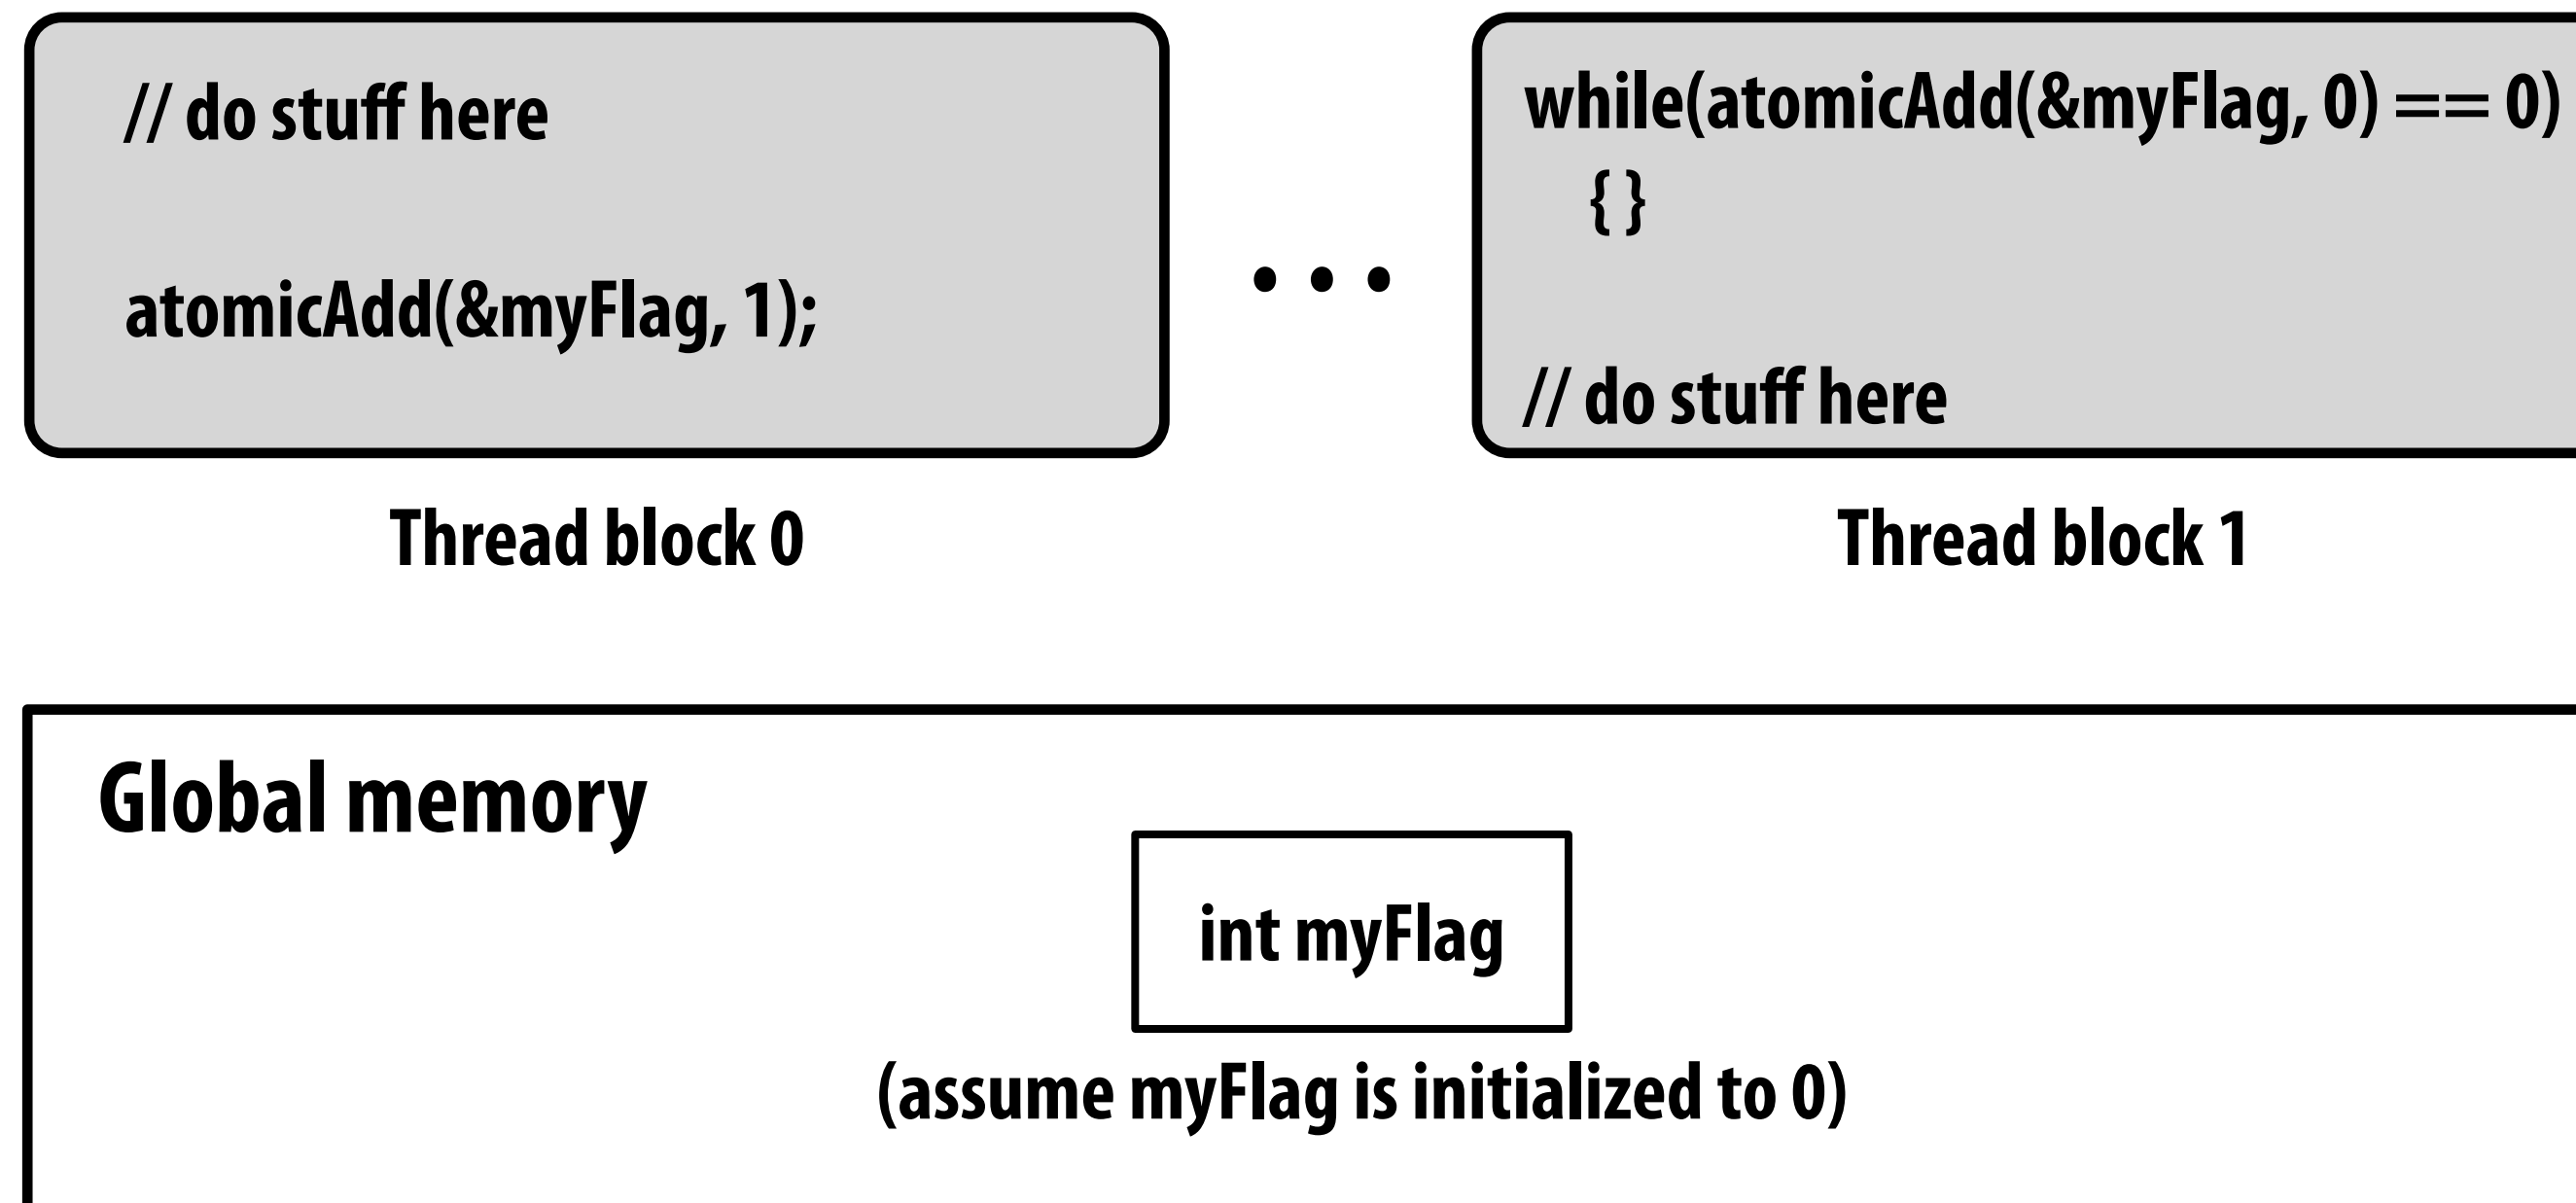 // do stuff here
atomicAdd(&myFlag, 1);
while(atomicAdd(&myFlag, 0) == 0)
{ }
// do stuff here
Thread block 0
Thread block 1
Global memory
int myFlag
(assume myFlag is initialized to 0)